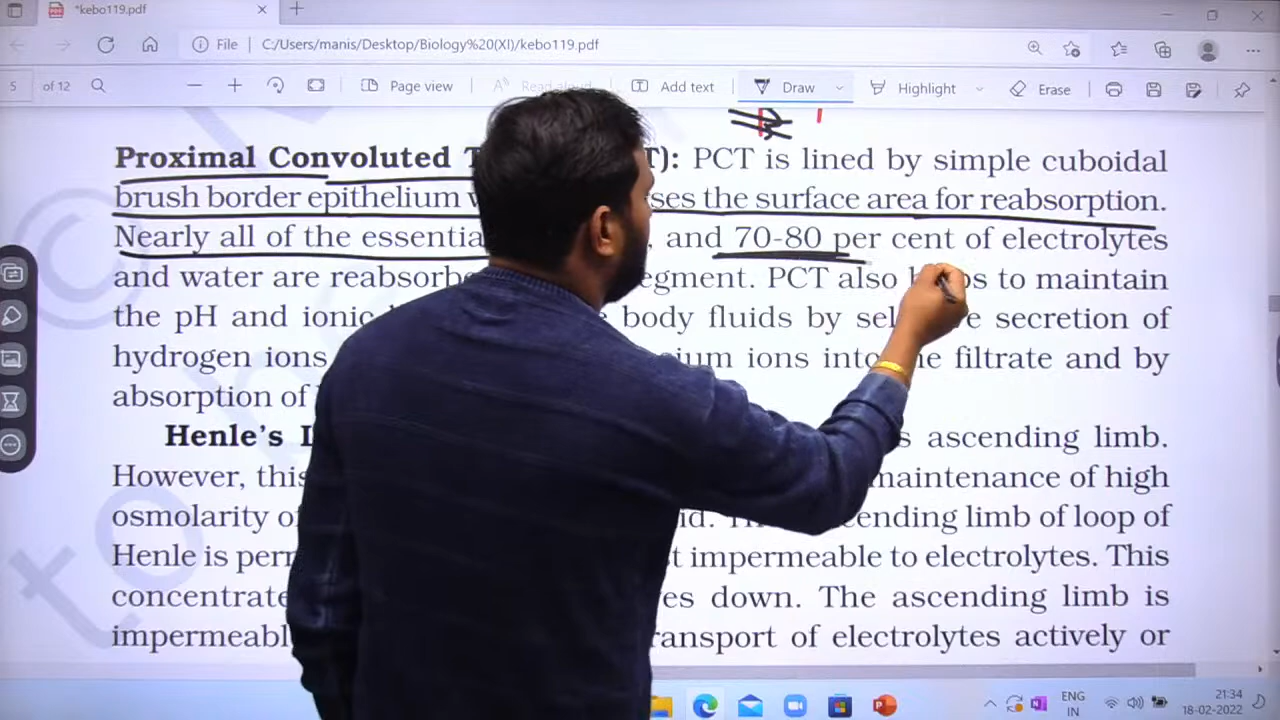 *kebo119.pdf
File C:/Users/manis/Desktop/Biology%20(XI)/kebo119.pdf
5 of 12 Page view Read aloud Add text Draw Highlight Erase
Proximal Convoluted T T): PCT is lined by simple cuboidal
brush border epithelium ses the surface area for reabsorption.
Nearly all of the essentia , and 70-80 per cent of electrolytes
and water are reabsorbe egment. PCT also to maintain
the pH and ionic body fluids by sel e secretion of
hydrogen ions ium ions into filtrate and by
absorption of
Henle's L s ascending limb.
However, this maintenance of high
osmolarity of id. cending limb of loop of
Henle is per t impermeable to electrolytes. This
concentrate es down. The ascending limb is
impermeabl ransport of electrolytes actively or
ENG
IN
21:34
18-02-2022